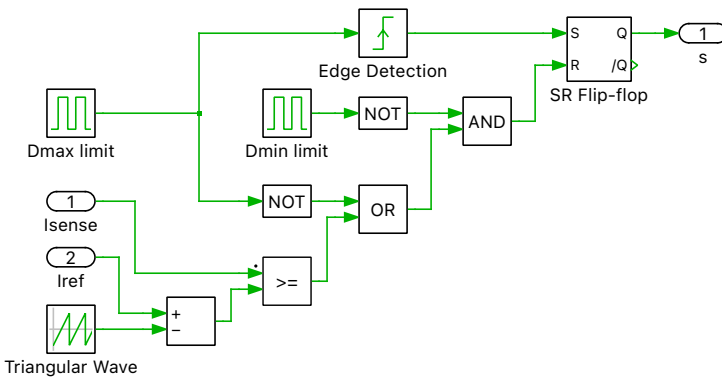 Edge Detection
S
Q
R
/Q
SR Flip-flop
1
s
Dmax limit
Dmin limit
NOT
AND
1
Isense
NOT
OR
2
Iref
>=
+
−
Triangular Wave